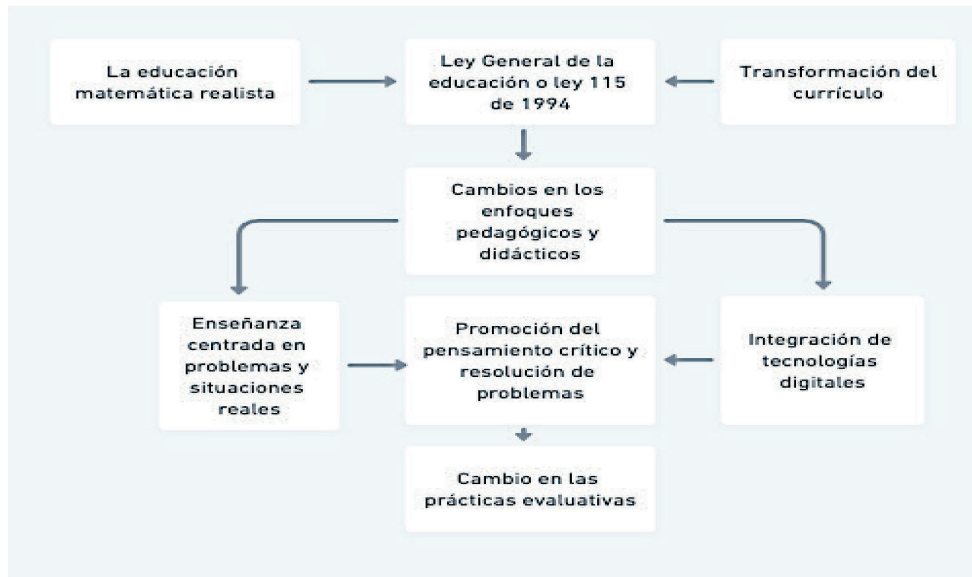 La educación
matemática realista
Ley General de la
educación o ley 115
de 1994
Transformación del
currículo
Cambios en los
enfoques
pedagógicos y
didácticos
Enseñanza
centrada en
problemas y
situaciones
reales
Promoción del
pensamiento crítico y
resolución de
problemas
Integración de
tecnologías
digitales
Cambio en las
prácticas evaluativas